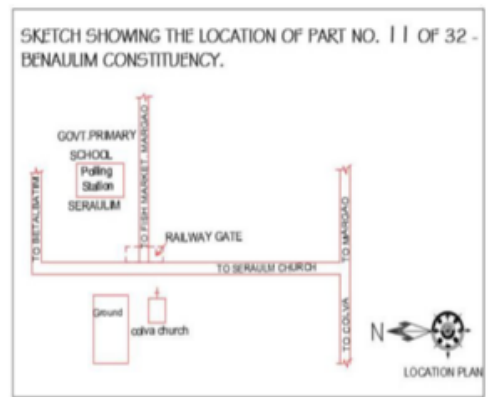 SKETCH SHOWING THE LOCATION OF PART NO. 11 OF 32 -
BENAULIM CONSTITUENCY.
GOVT.PRIMARY
SCHOOL
Polling
Station
SERAULIM
TO BETALBATIM
TO FISH MARKET, MARGAO
RAILWAY GATE
TO MARGAO
TO SERAULM CHURCH
Ground
colva church
TO COLVA
N
LOCATION PLAN